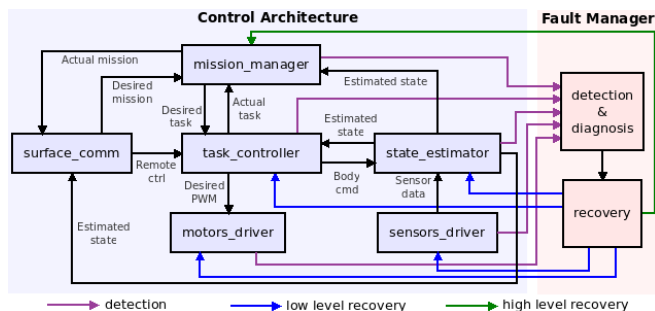 Control Architecture
Fault Manager
Actual mission
mission_manager
Desired
mission
Estimated state
Desired
task
Actual
task
Estimated
state
detection
&
diagnosis
surface_comm
Remote
ctrl
task_controller
Body
cmd
state_estimator
Desired
PWM
Sensor
data
Estimated
state
motors_driver
sensors_driver
recovery
detection
low level recovery
high level recovery